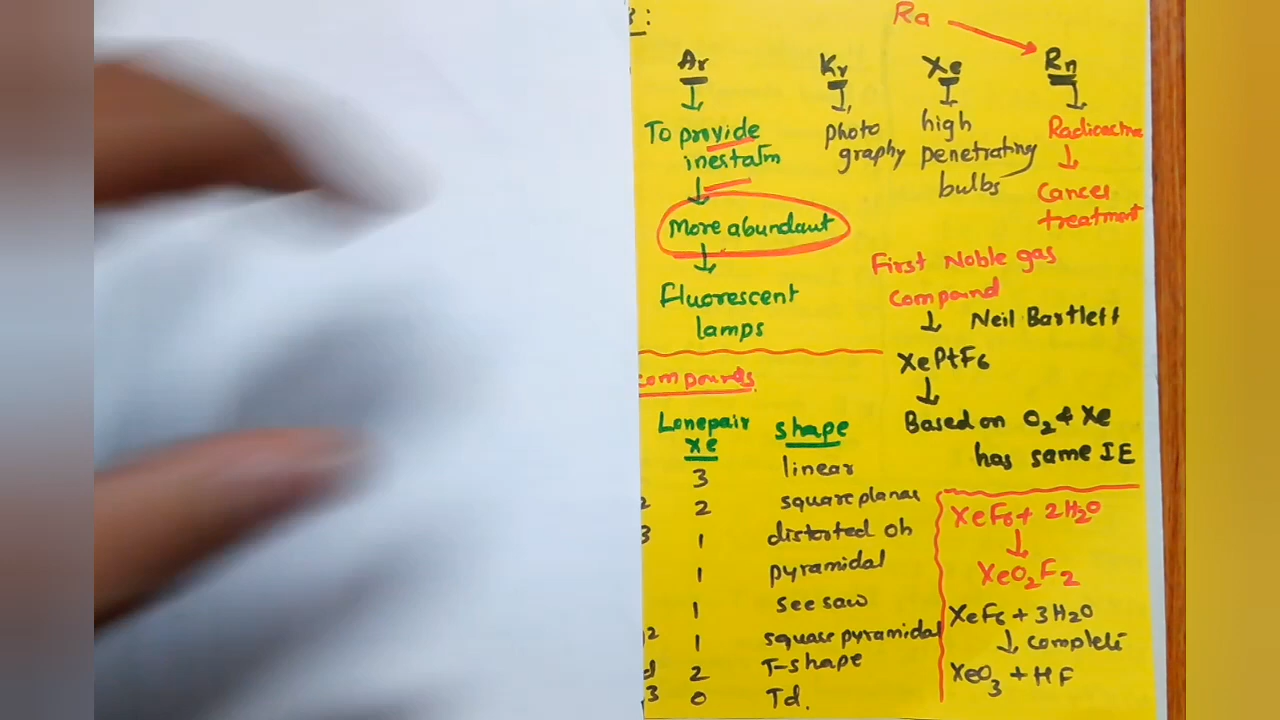 Ra
Ar Kr Xe Rn
To provide
inestatm
More abundant
Fluorescent
lamps
photo
graphy
high
penetrating
bulbs
Radioactive
Cancer
treatment
First Noble gas
Compound
Neil Bartlett
XePtF6
Based on O2 & Xe
has same IE
compounds
Lonepair shape
Xe
3 linear
2 square planar
1 distorted oh
1 pyramidal
1 see saw
1 square pyramidal
2 T-shape
0 Td.
XeF6 + 2H2O
XeO2F2
XeF6 + 3H2O
complete
XeO3 + HF